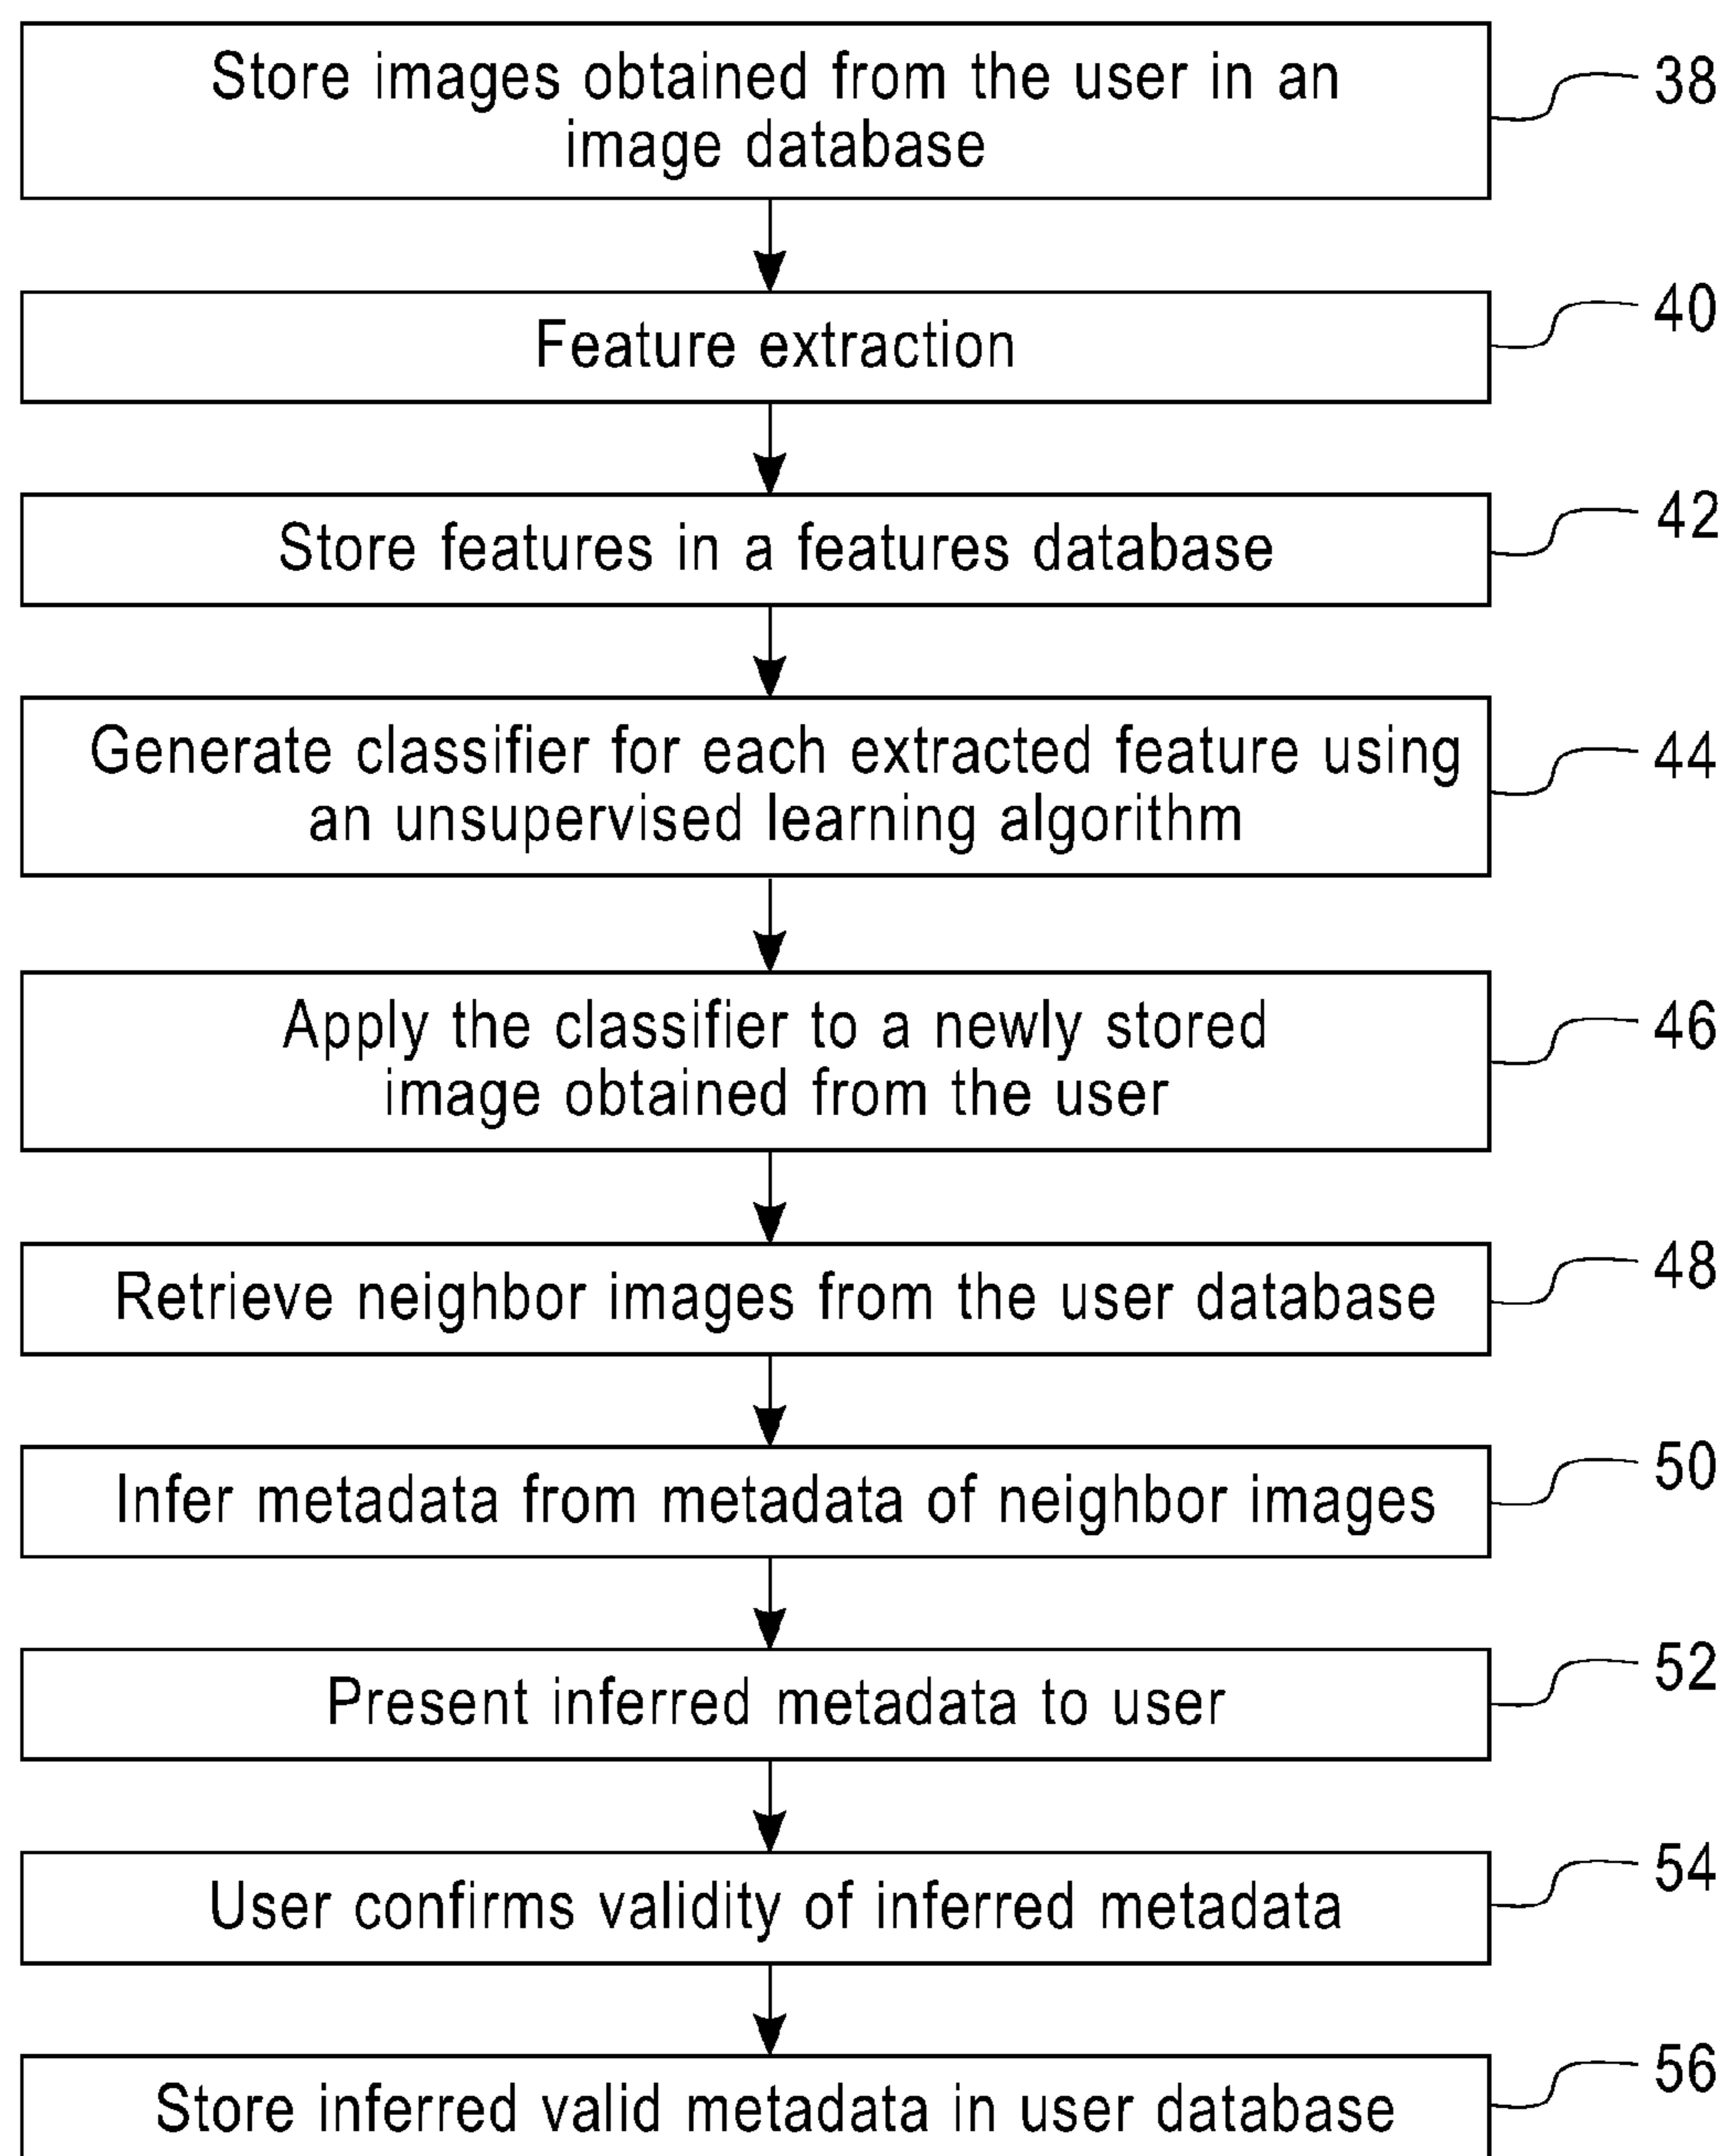 Store images obtained from the user in an
image database
38
Feature extraction
40
Store features in a features database
42
Generate classifier for each extracted feature using
an unsupervised learning algorithm
44
Apply the classifier to a newly stored
image obtained from the user
46
Retrieve neighbor images from the user database
48
Infer metadata from metadata of neighbor images
50
Present inferred metadata to user
52
User confirms validity of inferred metadata
54
Store inferred valid metadata in user database
56